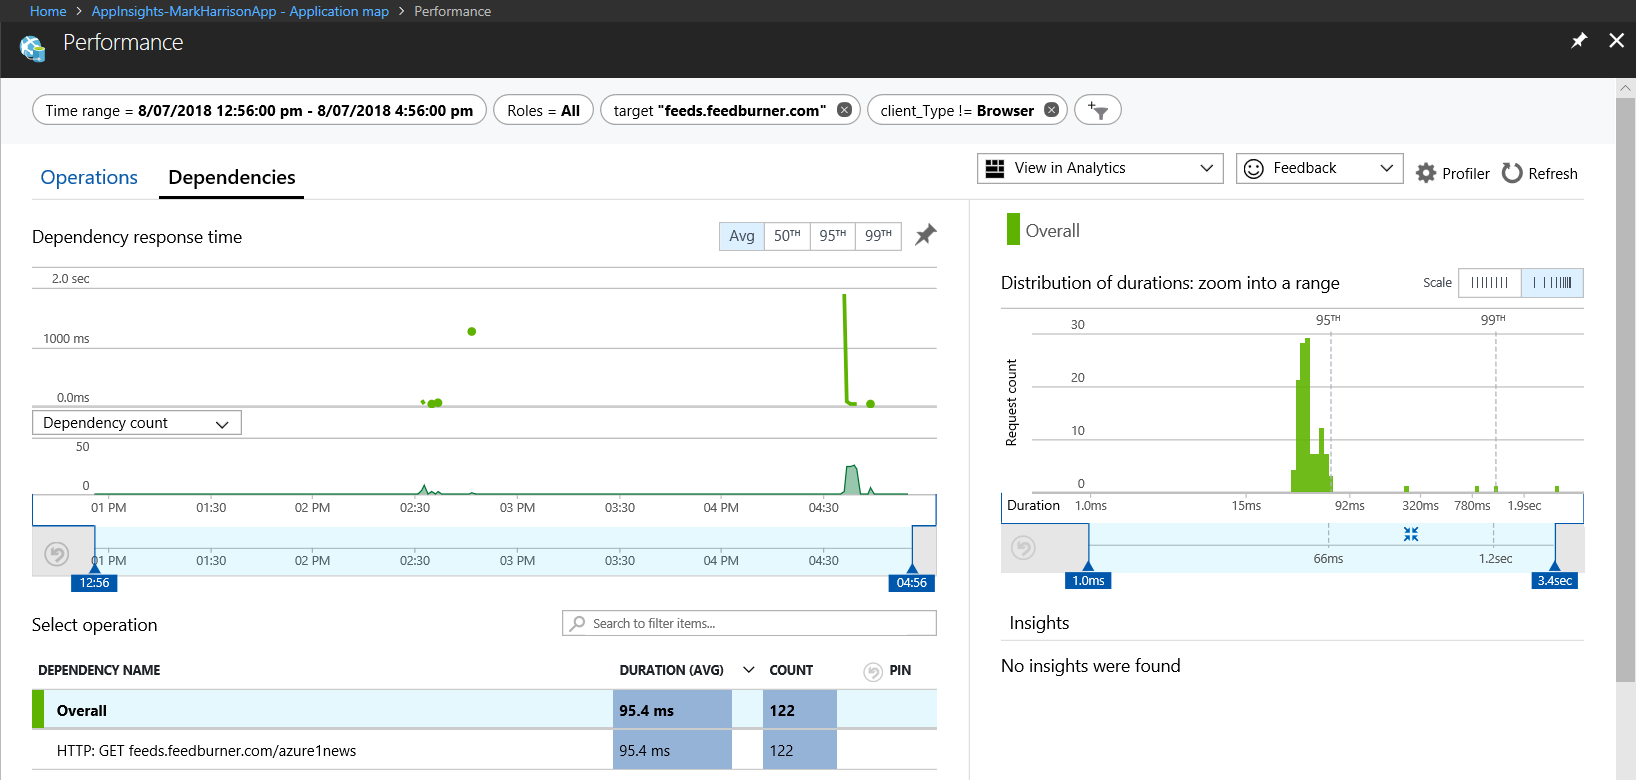 Home > AppInsights-MarkHarrisonApp - Application map > Performance
Performance
Time range = 8/07/2018 12:56:00 pm - 8/07/2018 4:56:00 pm
Roles = All
target "feeds.feedburner.com"
client_Type != Browser
Operations
Dependencies
View in Analytics
Feedback
Profiler
Refresh
Dependency response time
Avg 50TH 95TH 99TH
2.0 sec
1000 ms
0.0ms
Dependency count
50
0
01 PM 01:30 02 PM 02:30 03 PM 03:30 04 PM 04:30
01 PM 01:30 02 PM 02:30 03 PM 03:30 04 PM 04:30
12:56 04:56
Select operation
Search to filter items...
DEPENDENCY NAME DURATION (AVG) COUNT PIN
Overall 95.4 ms 122
HTTP: GET feeds.feedburner.com/azure1news 95.4 ms 122
Overall
Distribution of durations: zoom into a range
Scale
95TH 99TH
Request count
30
20
10
0
Duration 1.0ms 15ms 92ms 320ms 780ms 1.9sec
66ms 1.2sec
1.0ms 3.4sec
Insights
No insights were found